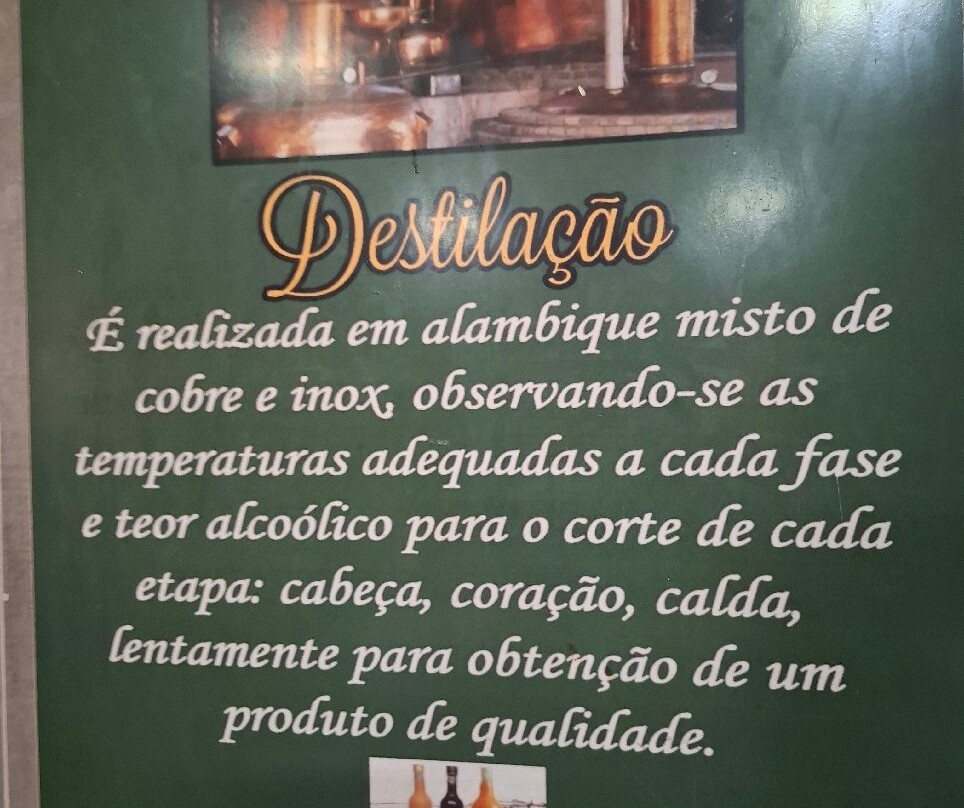 Destilação
É realizada em alambique misto de
cobre e inox, observando-se as
temperaturas adequadas a cada fase
e teor alcoólico para o corte de cada
etapa: cabeça, coração, calda,
lentamente para obtenção de um
produto de qualidade.